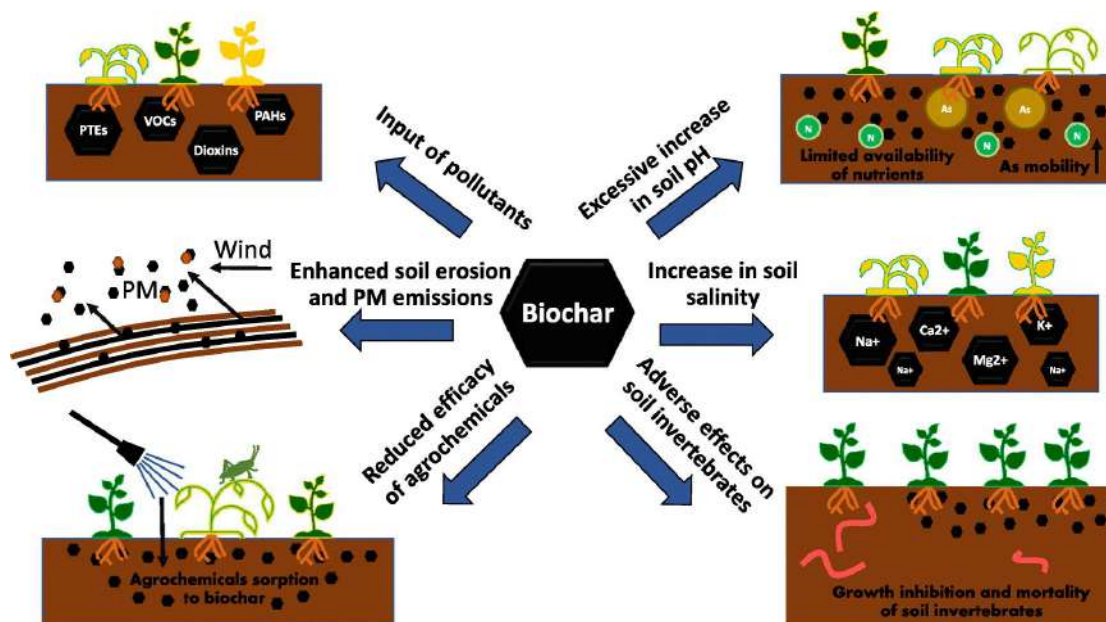 PTEs
VOCs
Dioxins
PAHs
Input of pollutants
Excessive increase
in soil pH
As
As
N
N
N
N
Limited availability
of nutrients
As mobility
Wind
PM
Enhanced soil erosion
and PM emissions
Biochar
Increase in soil
salinity
Na+
Ca2+
K+
Na+
Mg2+
Na+
Reduced efficacy
of agrochemicals
Adverse effects on
soil invertebrates
Agrochemicals sorption
to biochar
Growth inhibition and mortality
of soil invertebrates